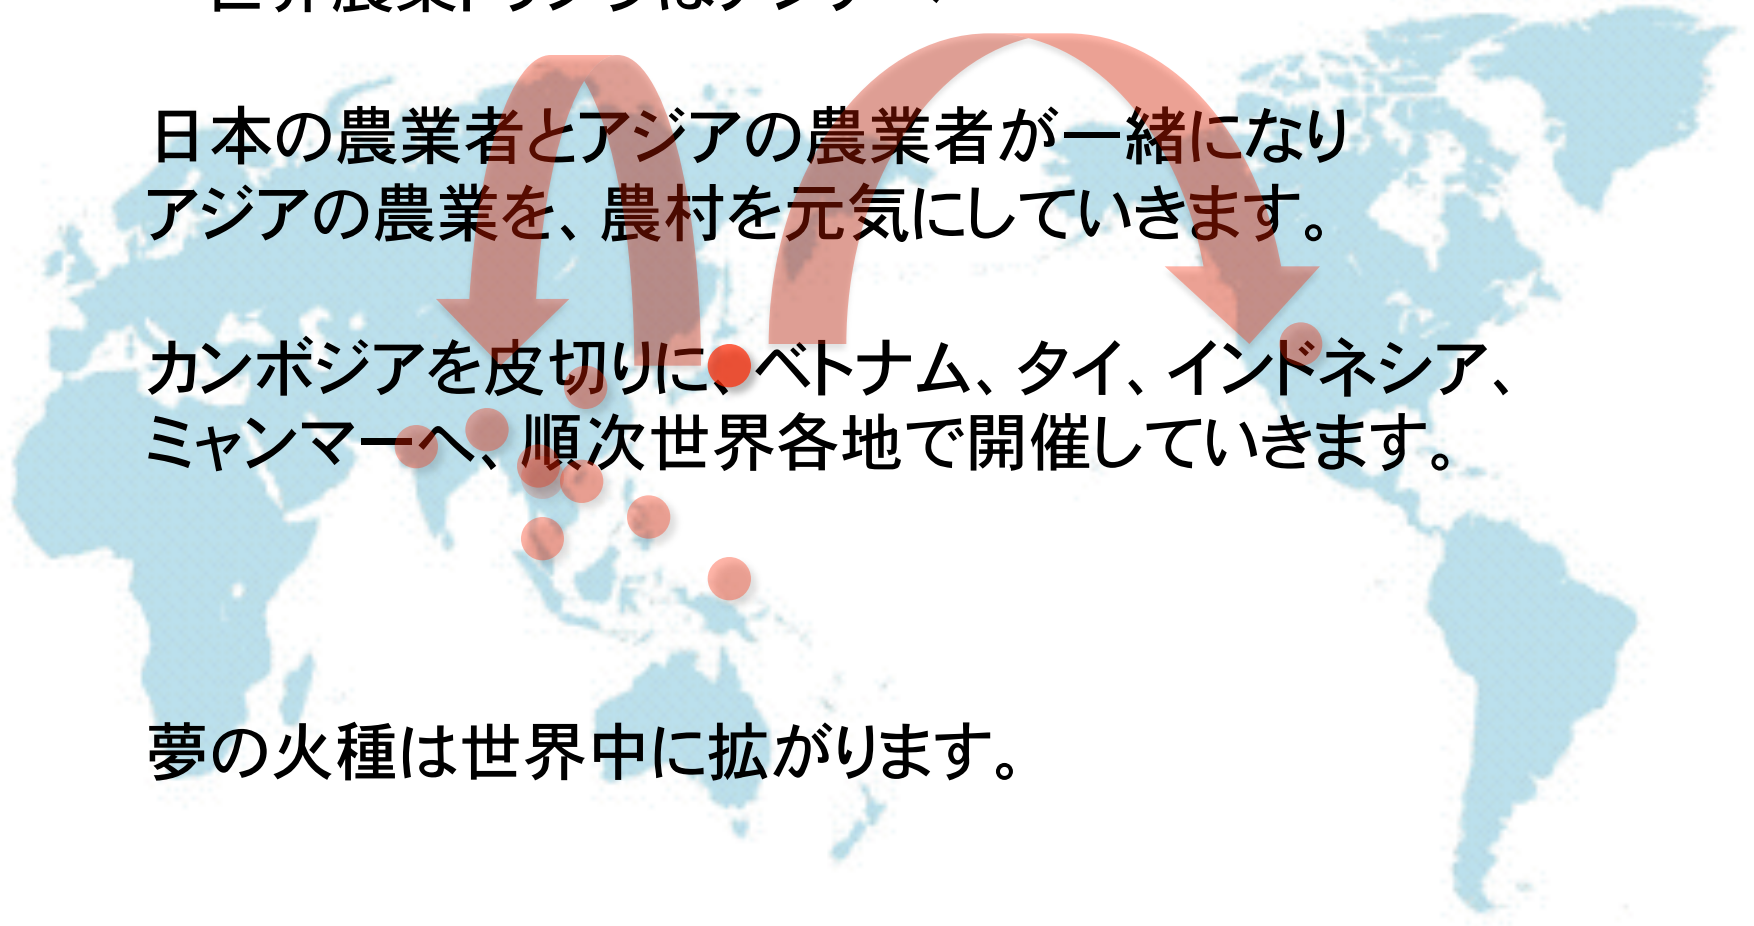 日本の農業者とアジアの農業者が一緒になり
アジアの農業を、農村を元気にしていきます。
カンボジアを皮切りに、ベトナム、タイ、インドネシア、
ミャンマーへ、順次世界各地で開催していきます。
夢の火種は世界中に拡がります。